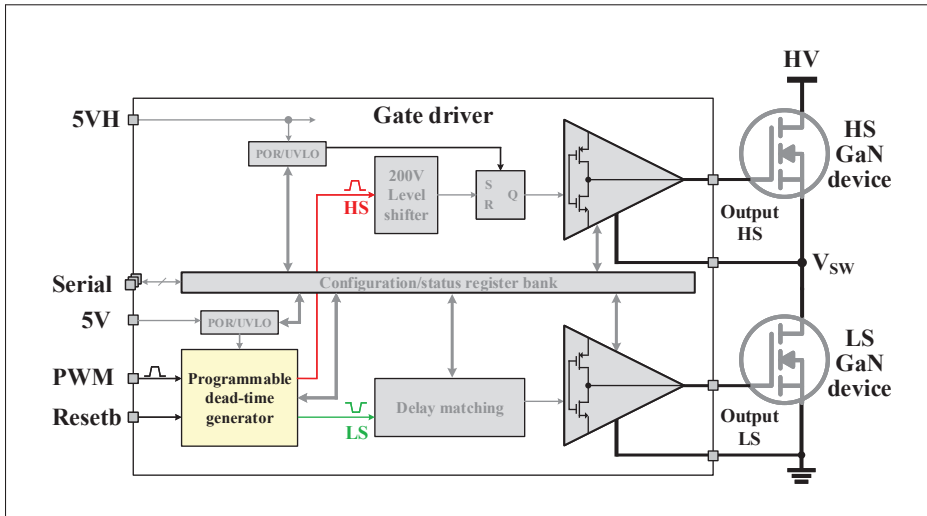 HV
Gate driver
5VH
POR/UVLO
200V
Level
shifter
HS
S
R
Q
HS
GaN
device
Output
HS
VSW
Serial
Configuration/status register bank
5V
POR/UVLO
PWM
Resetb
Programmable
dead-time
generator
LS
Delay matching
LS
GaN
device
Output
LS